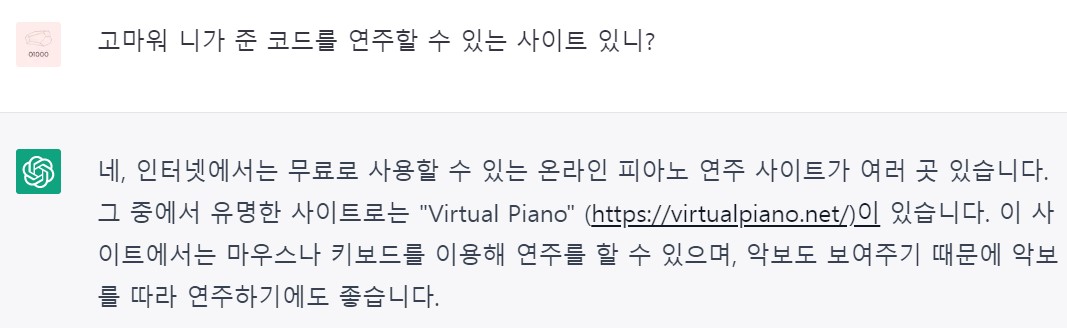 고마워 니가 준 코드를 연주할 수 있는 사이트 있니?
01000
네, 인터넷에서는 무료로 사용할 수 있는 온라인 피아노 연주 사이트가 여러 곳 있습니다.
그 중에서 유명한 사이트로는 "Virtual Piano" (https://virtualpiano.net/)이 있습니다. 이 사
이트에서는 마우스나 키보드를 이용해 연주를 할 수 있으며, 악보도 보여주기 때문에 악보
를 따라 연주하기에도 좋습니다.